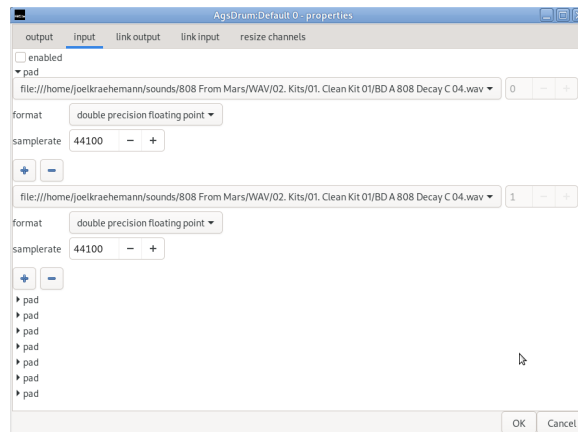 AgsDrum:Default 0 - properties
output input link output link input resize channels
enabled
pad
file:///home/joelkraehemann/sounds/808 From Mars/WAV/02. Kits/01. Clean Kit 01/BD A 808 Decay C 04.wav 0 − +
format double precision floating point
samplerate 44100 − +
+ −
file:///home/joelkraehemann/sounds/808 From Mars/WAV/02. Kits/01. Clean Kit 01/BD A 808 Decay C 04.wav 1 − +
format double precision floating point
samplerate 44100 − +
+ −
pad
pad
pad
pad
pad
pad
pad
OK Cancel